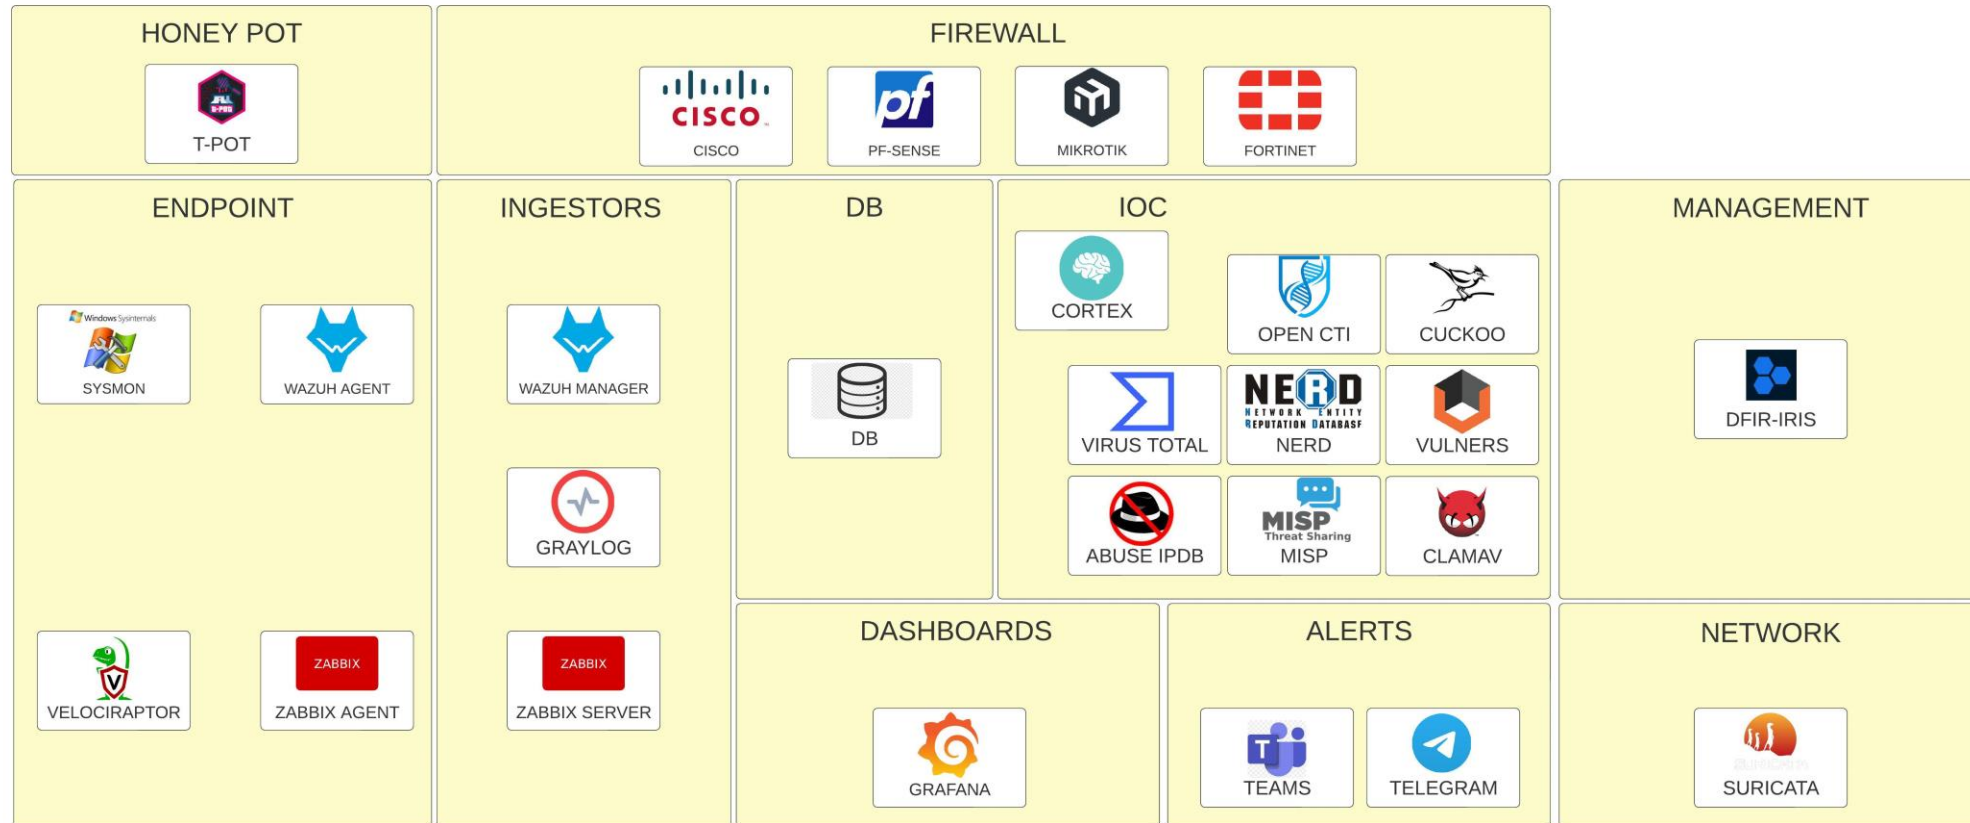 HONEY POT
T-POT
T-POT
FIREWALL
CISCO
CISCO
pf
PF-SENSE
MIKROTIK
FORTINET
ENDPOINT
Windows Sysinternals
SYSMON
WAZUH AGENT
V
VELOCIRAPTOR
ZABBIX
ZABBIX AGENT
INGESTORS
WAZUH MANAGER
GRAYLOG
ZABBIX
ZABBIX SERVER
DB
DB
IOC
CORTEX
OPEN CTI
CUCKOO
VIRUS TOTAL
NERD
NETWORK ENTITY
REPUTATION DATABASE
NERD
VULNERS
ABUSE IPDB
MISP
Threat Sharing
MISP
CLAMAV
MANAGEMENT
DFIR-IRIS
DASHBOARDS
GRAFANA
ALERTS
T
TEAMS
TELEGRAM
NETWORK
SURICATA